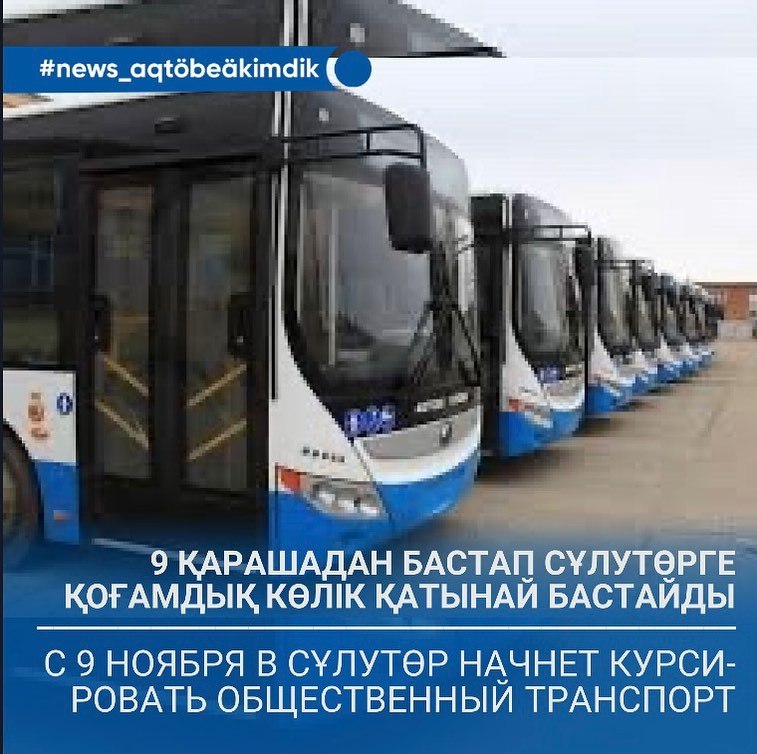 #news_aqtöbeäkimdik
9 ҚАРАШАДАН БАСТАП СҰЛУТӨРГЕ
ҚОҒАМДЫҚ КӨЛІК ҚАТЫНАЙ БАСТАЙДЫ
С 9 НОЯБРЯ В СҰЛУТӨР НАЧНЕТ КУРСИ-
РОВАТЬ ОБЩЕСТВЕННЫЙ ТРАНСПОРТ